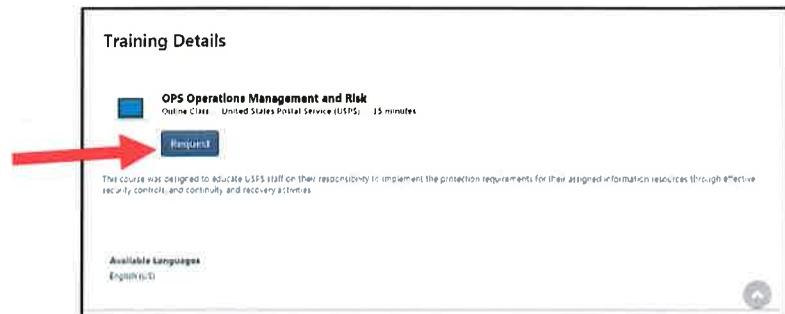 Training Details
OPS Operations Management and Risk
Online Class United States Postal Service (USPS) 15 minutes
Request
This course was designed to educate USPS staff on their responsibility to implement the protection requirements for their assigned information resources through effective
security controls, and continuity and recovery activities
Available Languages
English (US)